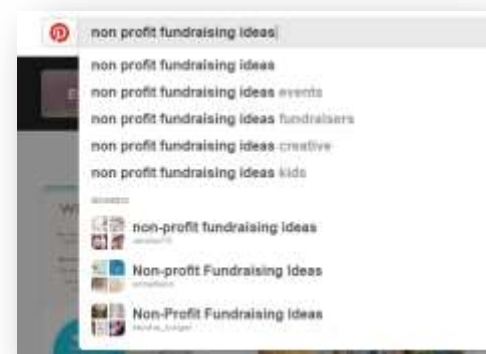 non profit fundraising ideas
non profit fundraising ideas
non profit fundraising ideas events
non profit fundraising ideas fundraisers
non profit fundraising ideas creative
non profit fundraising ideas kids
non-profit fundraising ideas
Non-profit Fundraising Ideas
Non-Profit Fundraising Ideas